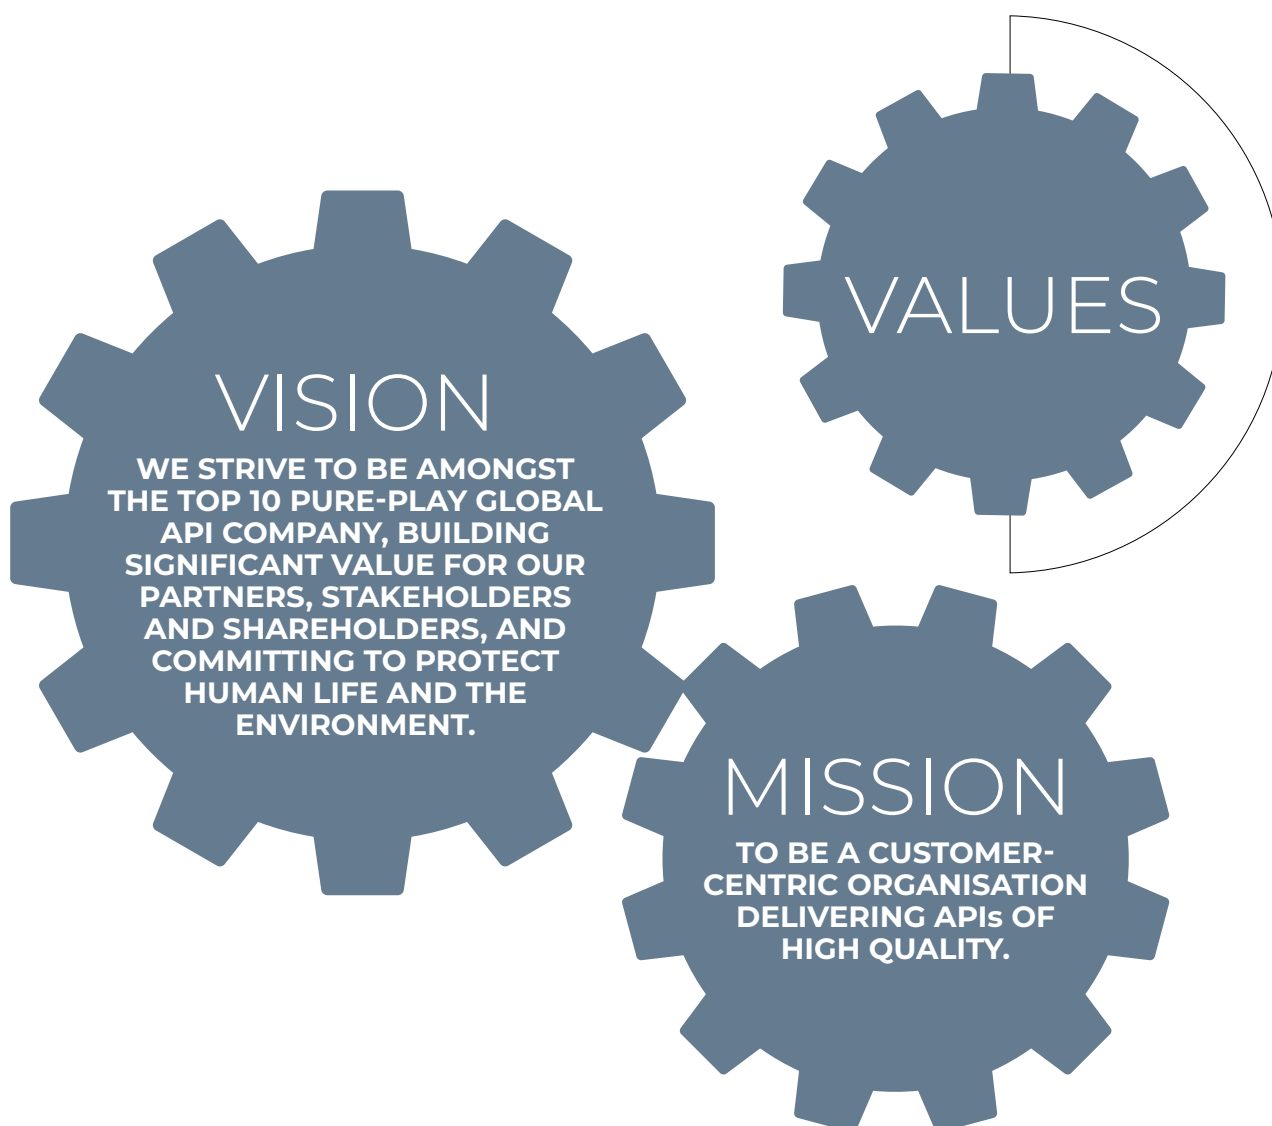 VALUES
VISION
WE STRIVE TO BE AMONGST
THE TOP 10 PURE-PLAY GLOBAL
API COMPANY, BUILDING
SIGNIFICANT VALUE FOR OUR
PARTNERS, STAKEHOLDERS
AND SHAREHOLDERS, AND
COMMITTING TO PROTECT
HUMAN LIFE AND THE
ENVIRONMENT.
MISSION
TO BE A CUSTOMER-
CENTRIC ORGANISATION
DELIVERING APIs OF
HIGH QUALITY.